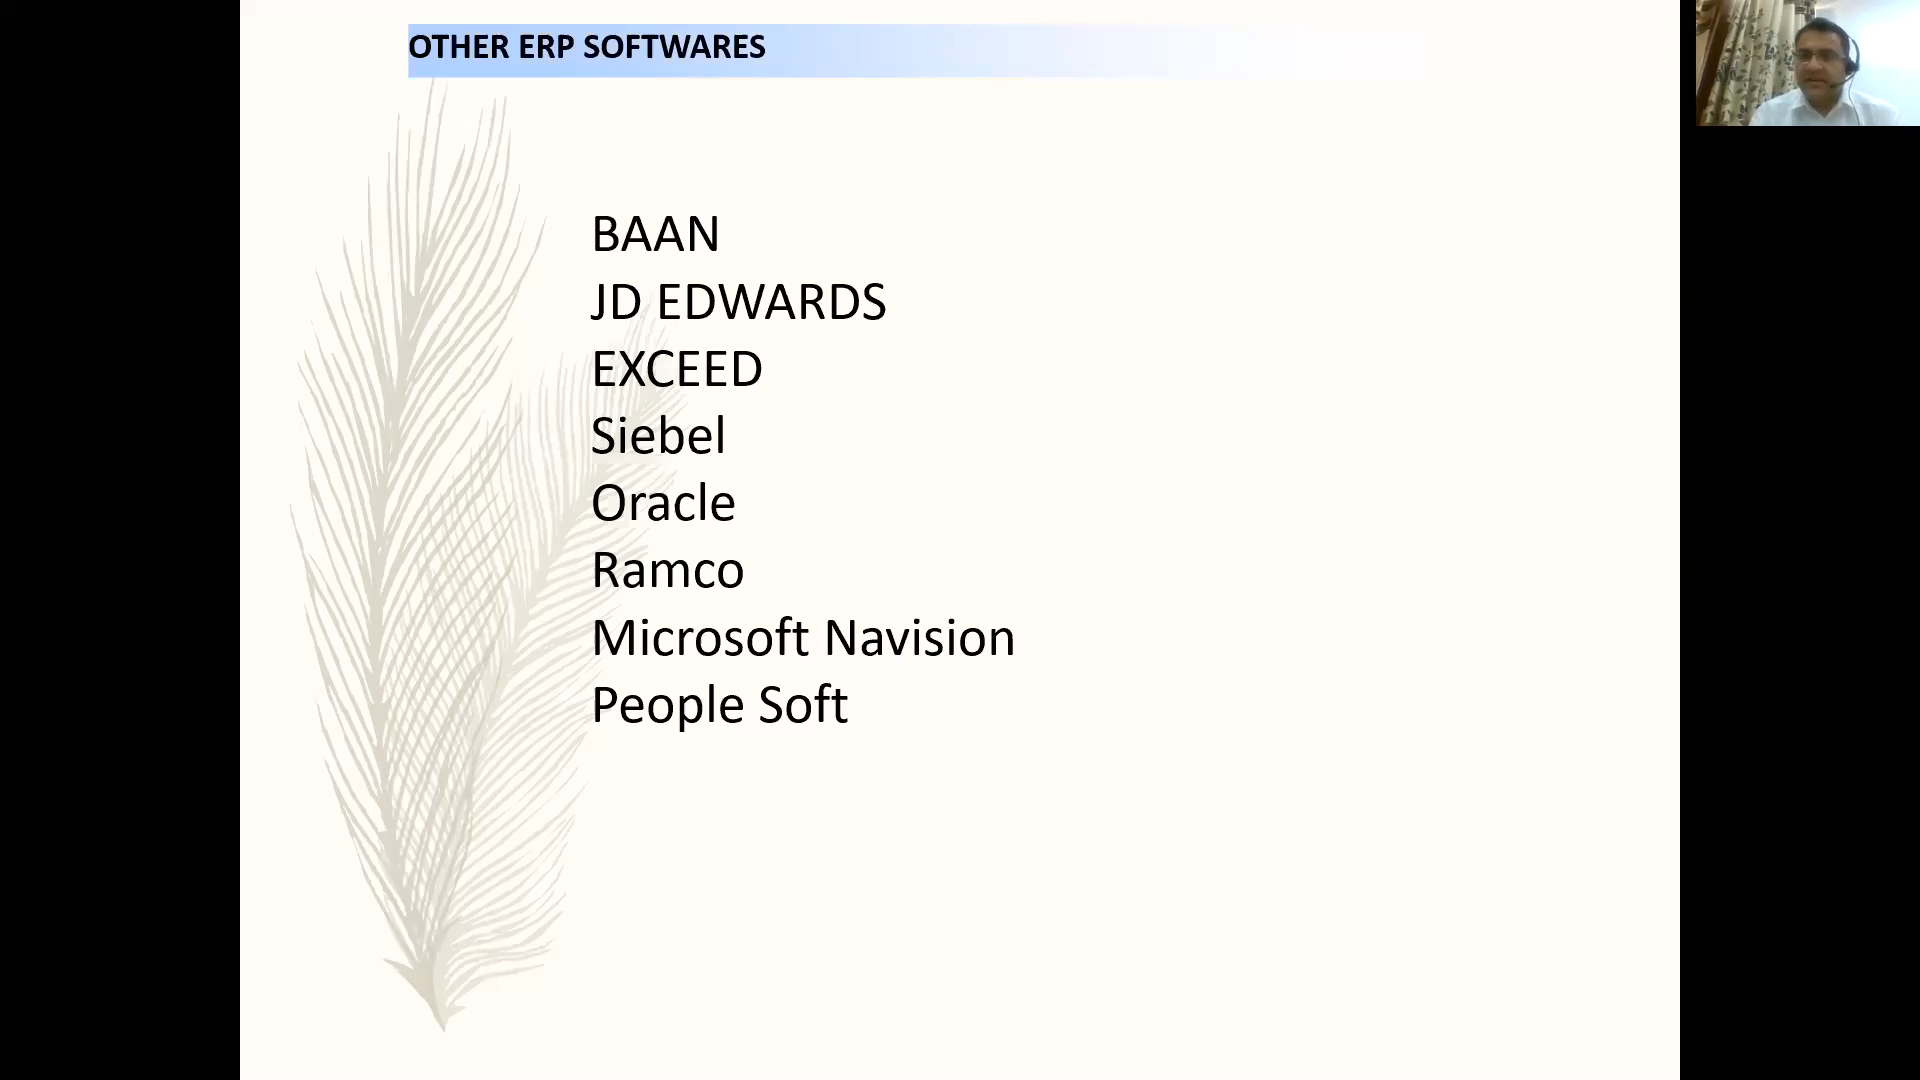 OTHER ERP SOFTWARES
BAAN
JD EDWARDS
EXCEED
Siebel
Oracle
Ramco
Microsoft Navision
People Soft